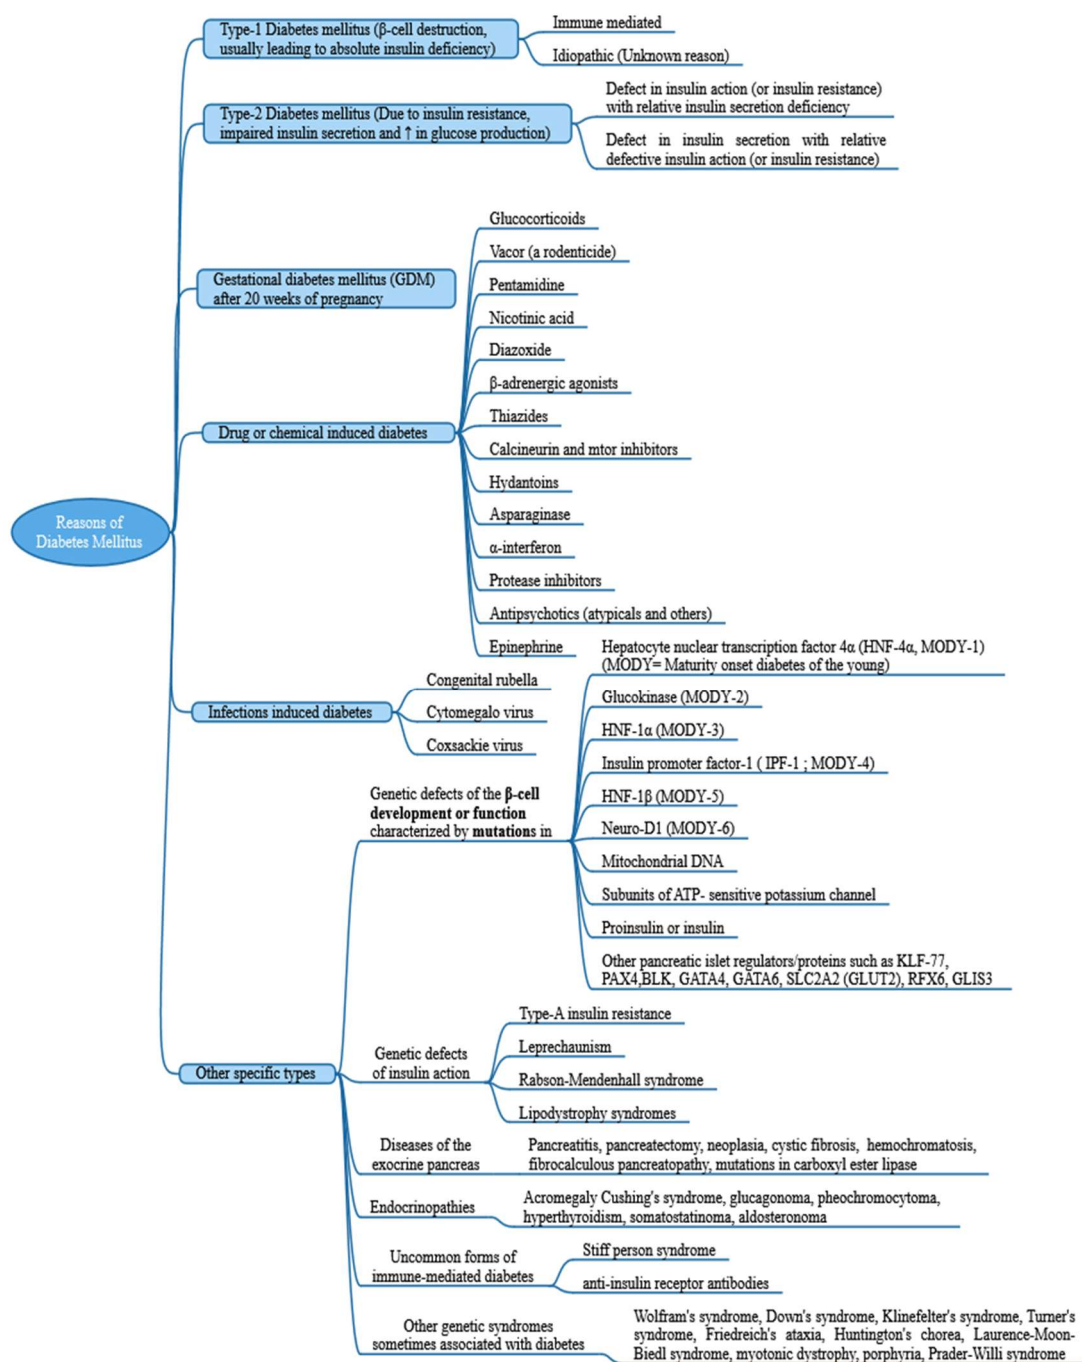 Reasons of
Diabetes Mellitus
Type-1 Diabetes mellitus (β-cell destruction,
usually leading to absolute insulin deficiency)
Immune mediated
Idiopathic (Unknown reason)
Type-2 Diabetes mellitus (Due to insulin resistance,
impaired insulin secretion and ↑ in glucose production)
Defect in insulin action (or insulin resistance)
with relative insulin secretion deficiency
Defect in insulin secretion with relative
defective insulin action (or insulin resistance)
Gestational diabetes mellitus (GDM)
after 20 weeks of pregnancy
Drug or chemical induced diabetes
Glucocorticoids
Vacor (a rodenticide)
Pentamidine
Nicotinic acid
Diazoxide
β-adrenergic agonists
Thiazides
Calcineurin and mtor inhibitors
Hydantoins
Asparaginase
α-interferon
Protease inhibitors
Antipsychotics (atypicals and others)
Epinephrine
Infections induced diabetes
Congenital rubella
Cytomegalo virus
Coxsackie virus
Other specific types
Genetic defects of the β-cell
development or function
characterized by mutations in
Hepatocyte nuclear transcription factor 4α (HNF-4α, MODY-1)
(MODY= Maturity onset diabetes of the young)
Glucokinase (MODY-2)
HNF-1α (MODY-3)
Insulin promoter factor-1 ( IPF-1 ; MODY-4)
HNF-1β (MODY-5)
Neuro-D1 (MODY-6)
Mitochondrial DNA
Subunits of ATP- sensitive potassium channel
Proinsulin or insulin
Other pancreatic islet regulators/proteins such as KLF-77,
PAX4,BLK, GATA4, GATA6, SLC2A2 (GLUT2), RFX6, GLIS3
Genetic defects
of insulin action
Type-A insulin resistance
Leprechaunism
Rabson-Mendenhall syndrome
Lipodystrophy syndromes
Diseases of the
exocrine pancreas
Pancreatitis, pancreatectomy, neoplasia, cystic fibrosis, hemochromatosis,
fibrocalculous pancreatopathy, mutations in carboxyl ester lipase
Endocrinopathies
Acromegaly Cushing's syndrome, glucagonoma, pheochromocytoma,
hyperthyroidism, somatostatinoma, aldosteronoma
Uncommon forms of
immune-mediated diabetes
Stiff person syndrome
anti-insulin receptor antibodies
Other genetic syndromes
sometimes associated with diabetes
Wolfram's syndrome, Down's syndrome, Klinefelter's syndrome, Turner's
syndrome, Friedreich's ataxia, Huntington's chorea, Laurence-Moon-
Biedl syndrome, myotonic dystrophy, porphyria, Prader-Willi syndrome